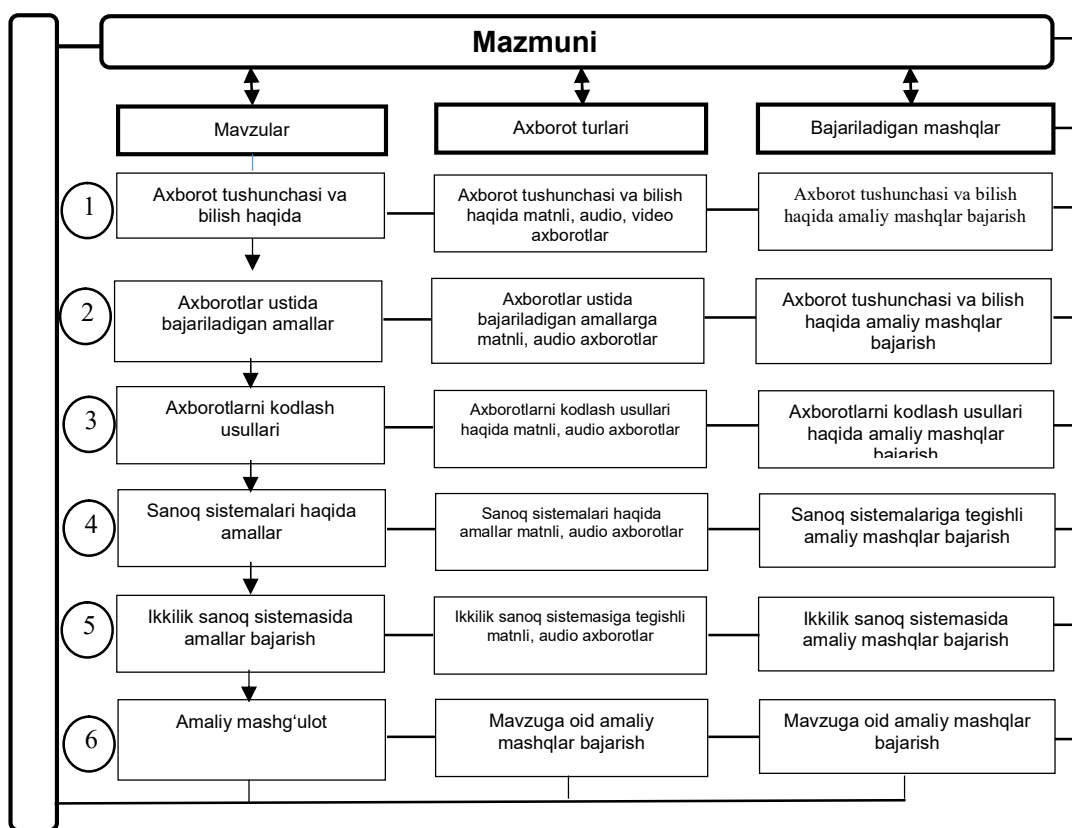 Mazmuni
Mavzular
Axborot turlari
Bajariladigan mashqlar
1
Axborot tushunchasi va
bilish haqida
Axborot tushunchasi va bilish
haqida matnli, audio, video
axborotlar
Axborot tushunchasi va bilish
haqida amaliy mashqlar bajarish
2
Axborotlar ustida
bajariladigan amallar
Axborotlar ustida
bajariladigan amallarga
matnli, audio axborotlar
Axborot tushunchasi va bilish
haqida amaliy mashqlar
bajarish
3
Axborotlarni kodlash
usullari
Axborotlarni kodlash usullari
haqida matnli, audio axborotlar
Axborotlarni kodlash usullari
haqida amaliy mashqlar
bajarish
4
Sanoq sistemalari haqida
amallar
Sanoq sistemalari haqida
amallar matnli, audio axborotlar
Sanoq sistemalariga tegishli
amaliy mashqlar bajarish
5
Ikkilik sanoq sistemasida
amallar bajarish
Ikkilik sanoq sistemasiga tegishli
matnli, audio axborotlar
Ikkilik sanoq sistemasida
amaliy mashqlar bajarish
6
Amaliy mashg‘ulot
Mavzuga oid amaliy
mashqlar bajarish
Mavzuga oid amaliy mashqlar
bajarish